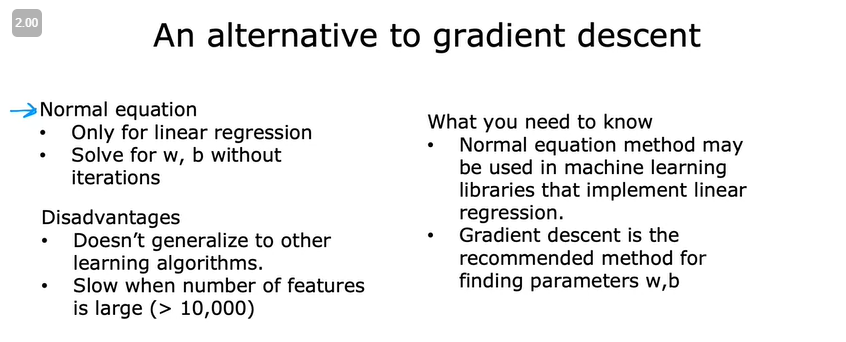 2.00
An alternative to gradient descent
Normal equation
• Only for linear regression
• Solve for w, b without
iterations
Disadvantages
• Doesn’t generalize to other
learning algorithms.
• Slow when number of features
is large (> 10,000)
What you need to know
• Normal equation method may
be used in machine learning
libraries that implement linear
regression.
• Gradient descent is the
recommended method for
finding parameters w,b